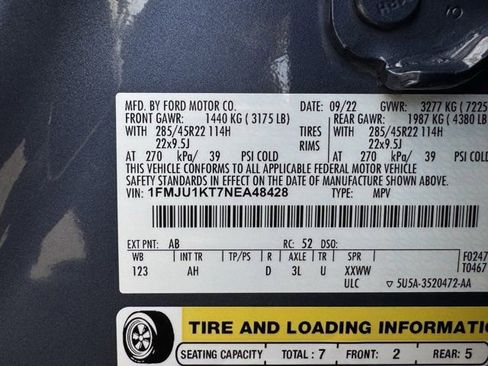 MFD. BY FORD MOTOR CO. 09/22 GVWR: 3277 KG (7225
FRONT GAWR: 1440 KG (3175 LB) REAR GAWR: 1987 KG (4380 LB)
WITH 285/45R22 114H TIRES WITH 285/45R22 114H
22x9.5J RIMS 22x9.5J
AT 270 kPa/ 39 PSI COLD AT 270 kPa/ 39 PSI COLD
THIS VEHICLE CONFORMS TO ALL APPLICABLE FEDERAL MOTOR VEHICLE
SAFETY STANDARDS IN EFFECT ON THE DATE OF MANUFACTURE SHOWN ABOVE.
VIN: 1FMJU1KT7NEA48428 TYPE: MPV
EXT PNT: AB RC: 52 DSO:
WB INT TR TP/PS R AXLE TR SPR F0247
123 AH D 3L U XXWW T0467
ULC ▽ 5U5A-3520472-AA
TIRE AND LOADING INFORMATIO
SEATING CAPACITY TOTAL : 7 FRONT: 2 REAR: 5